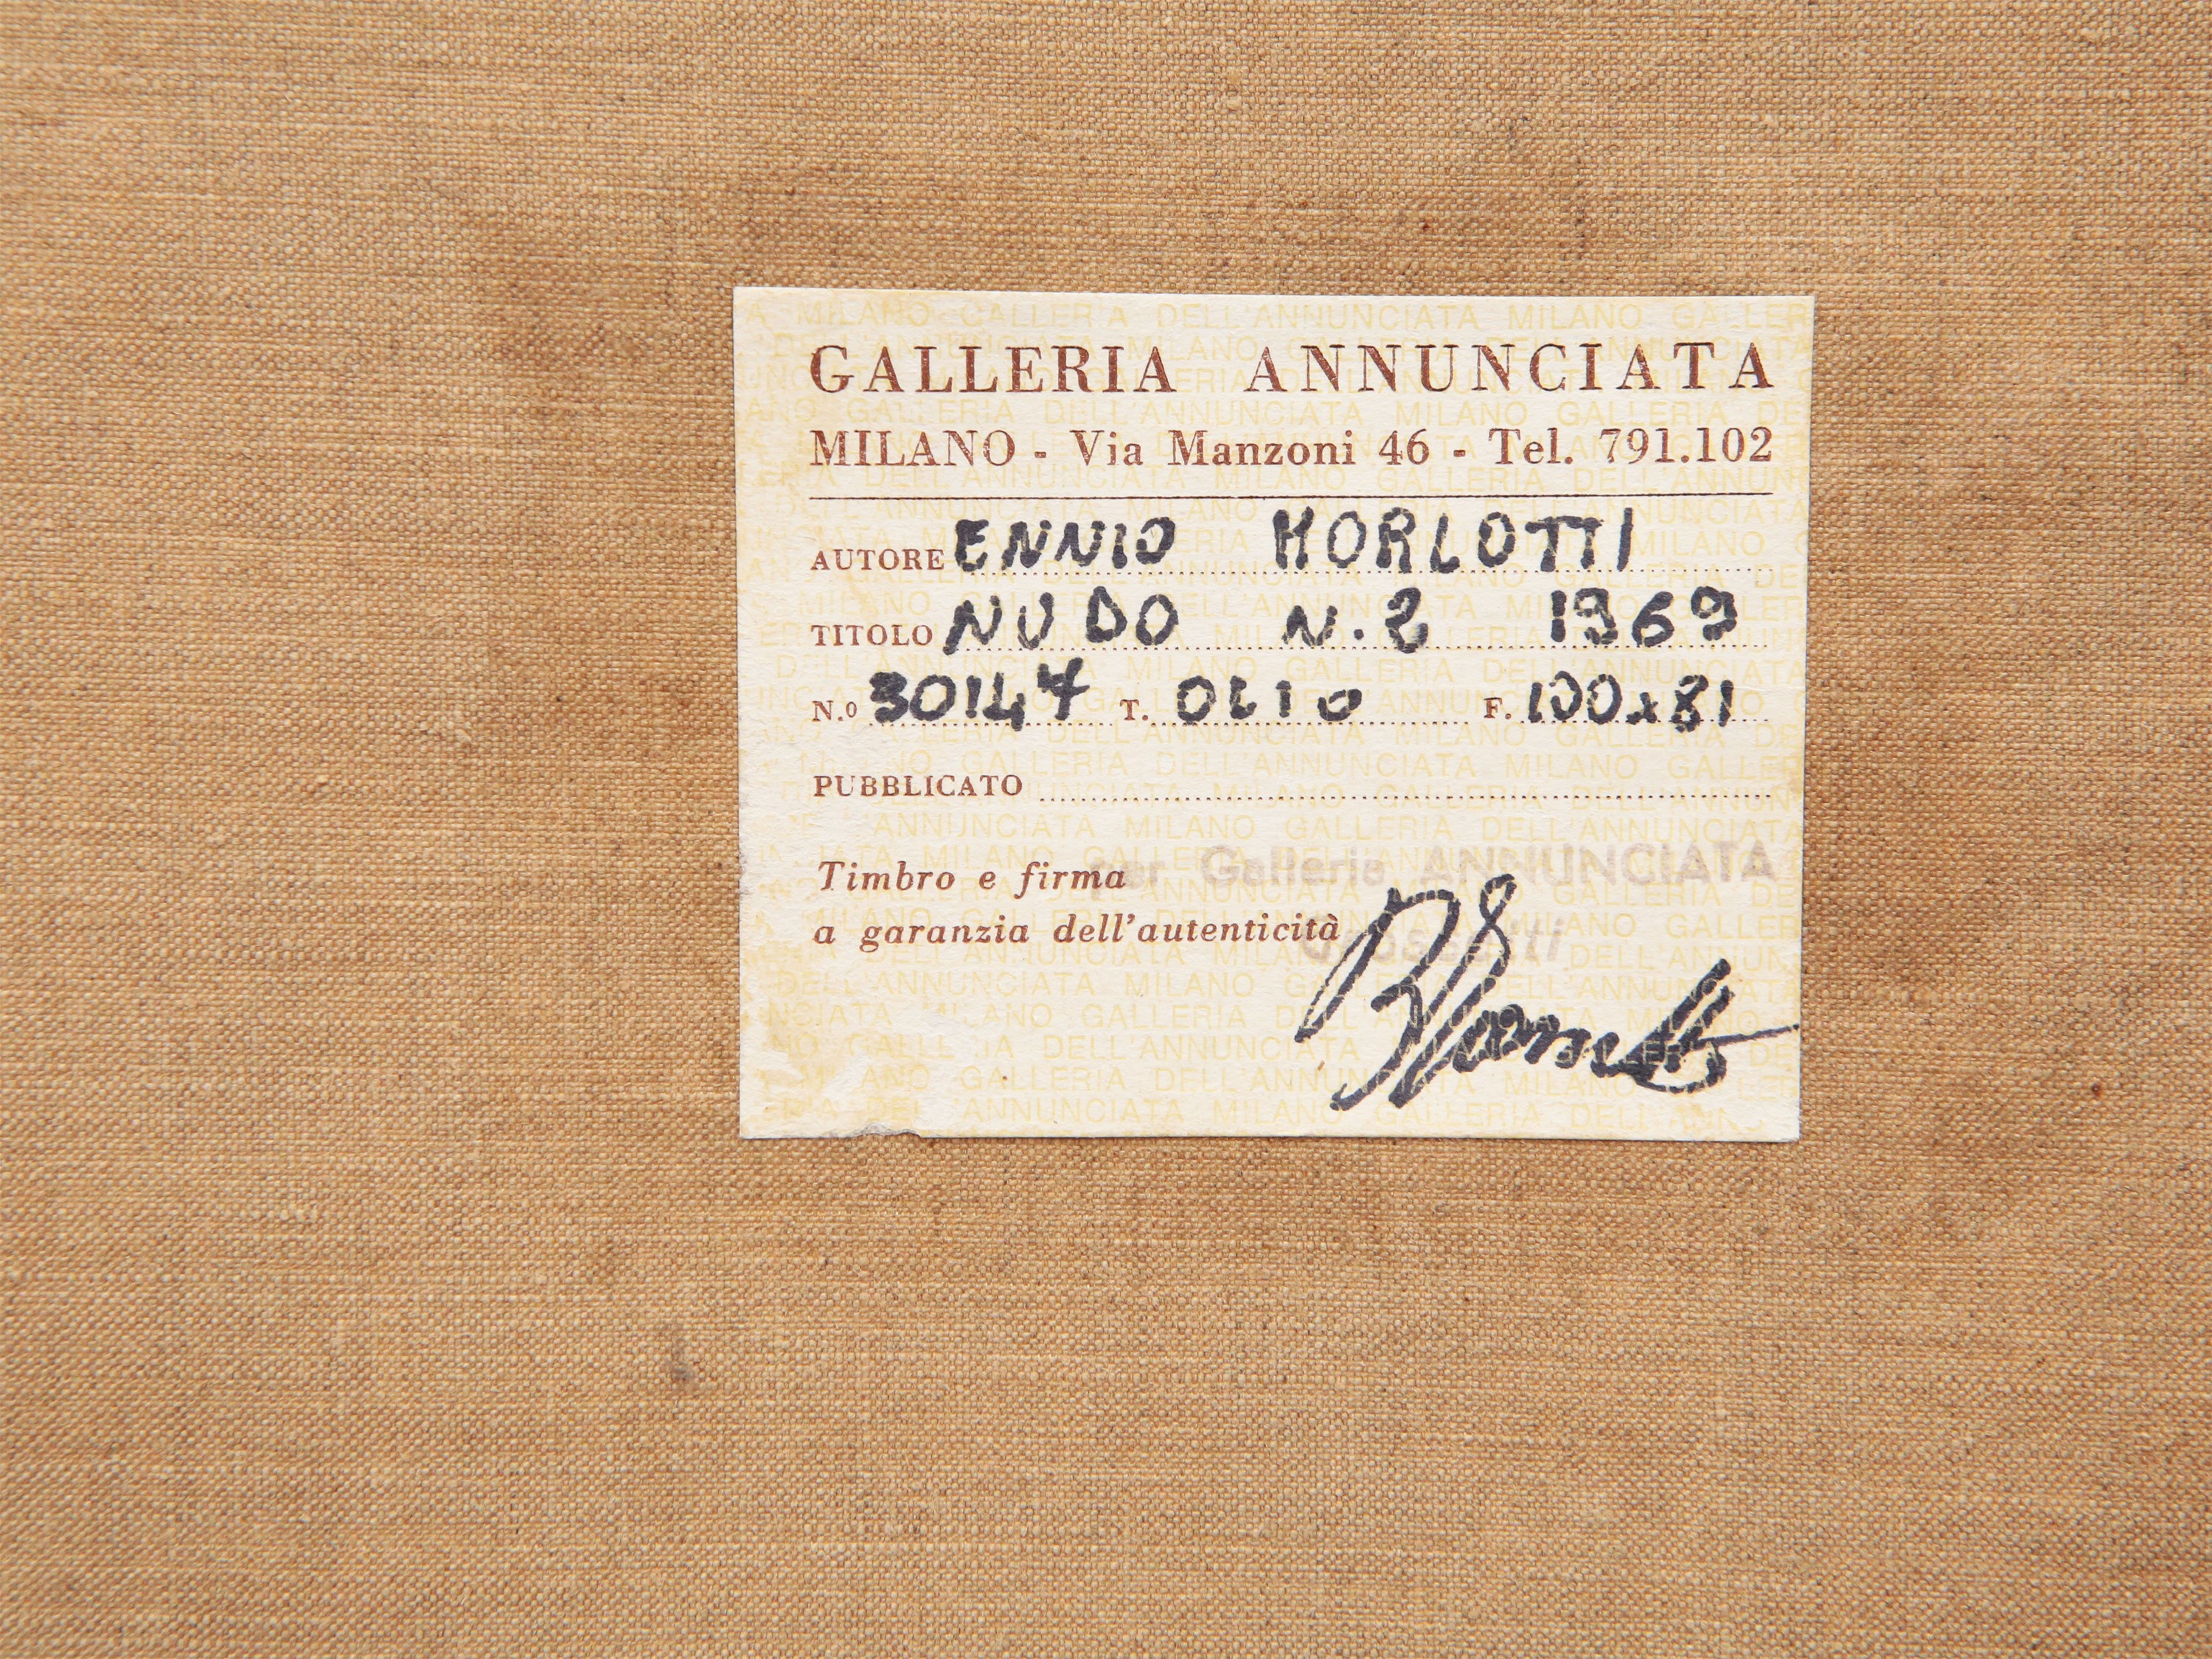 GALLERIA ANNUNCIATA
MILANO - Via Manzoni 46 - Tel. 791.102
AUTORE ENNIO MORLOTTI
TITOLO NUDO N.2 1969
N.o 30147 T. OLIO F. 100x81
PUBBLICATO
per Galleria ANNUNCIATA
Timbro e firma
a garanzia dell'autenticità